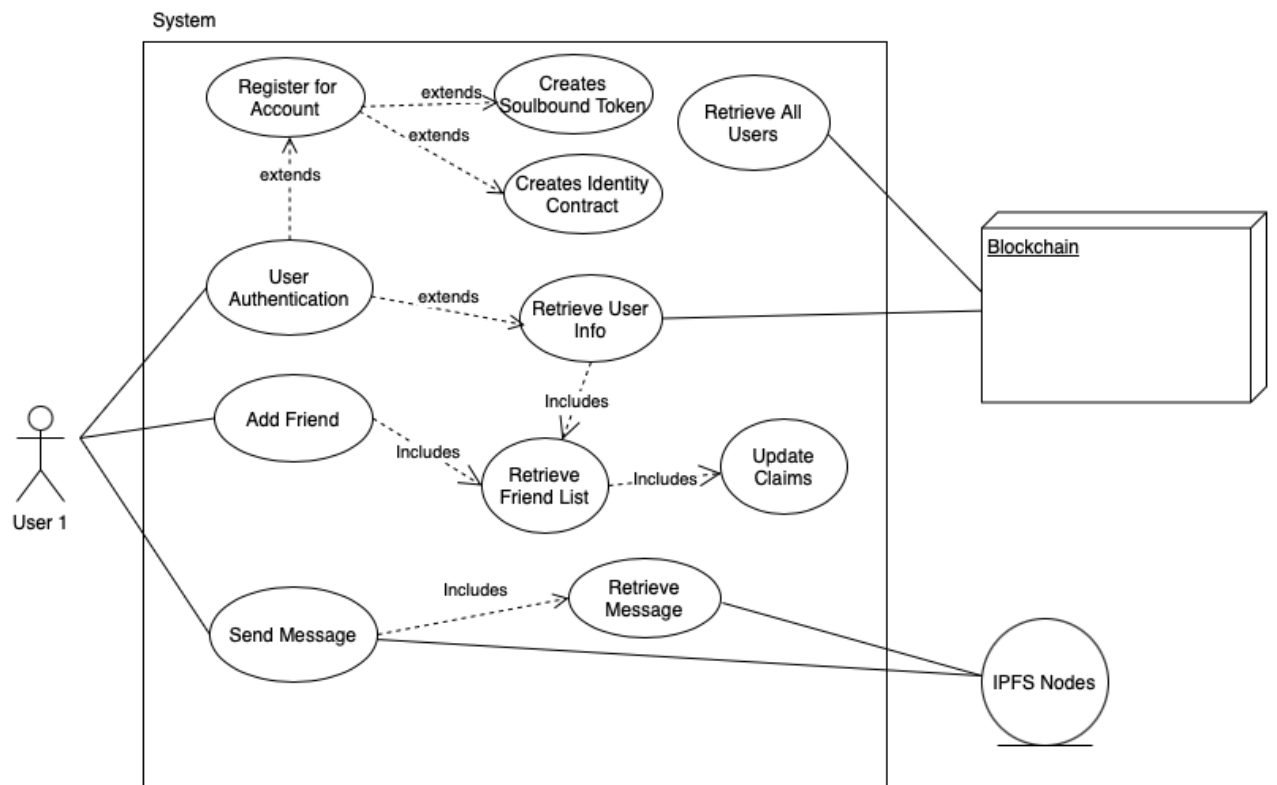 System
Register for
Account
extends
Creates
Soulbound Token
Retrieve All
Users
extends
extends
Creates Identity
Contract
Blockchain
User
Authentication
extends
Retrieve User
Info
Includes
Add Friend
Includes
Retrieve
Friend List
Includes
Update
Claims
User 1
Includes
Retrieve
Message
Send Message
IPFS Nodes